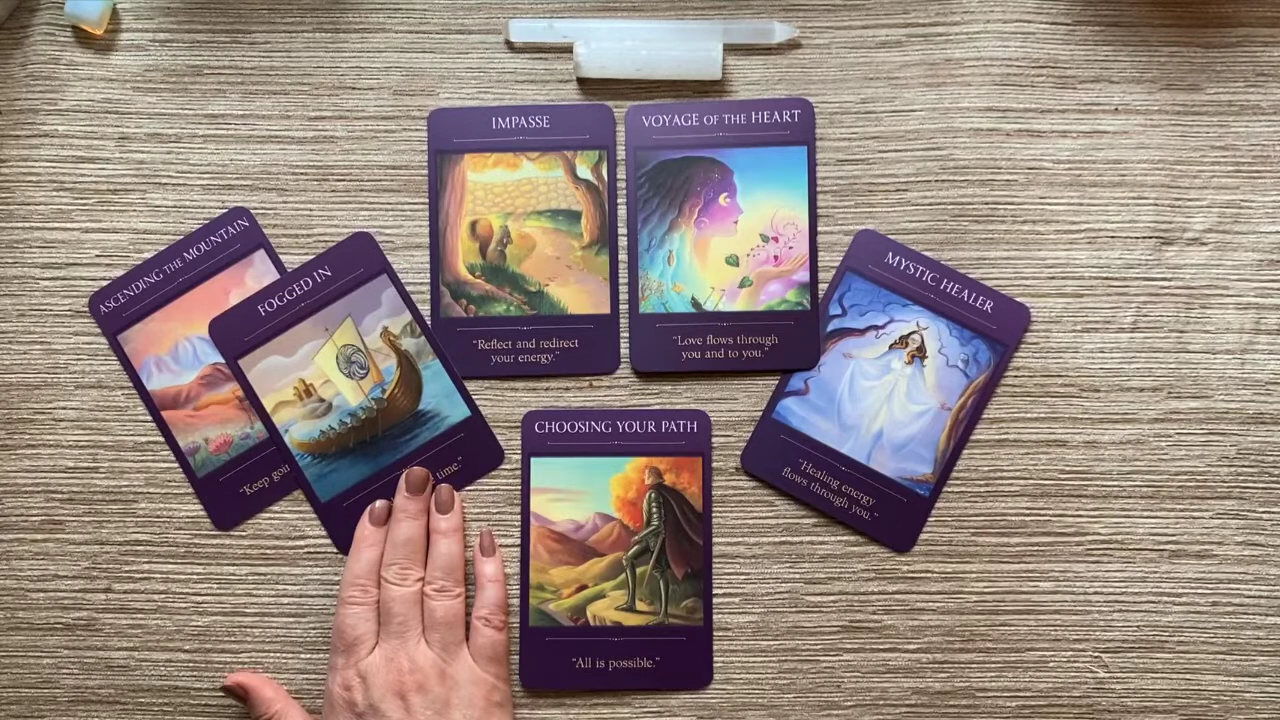 IMPASSE
"Reflect and redirect
your energy."
VOYAGE OF THE HEART
"Love flows through
you and to you."
ASCENDING THE MOUNTAIN
"Keep
FOGGED IN
time."
MYSTIC HEALER
"Healing energy
flows through you."
CHOOSING YOUR PATH
"All is possible."